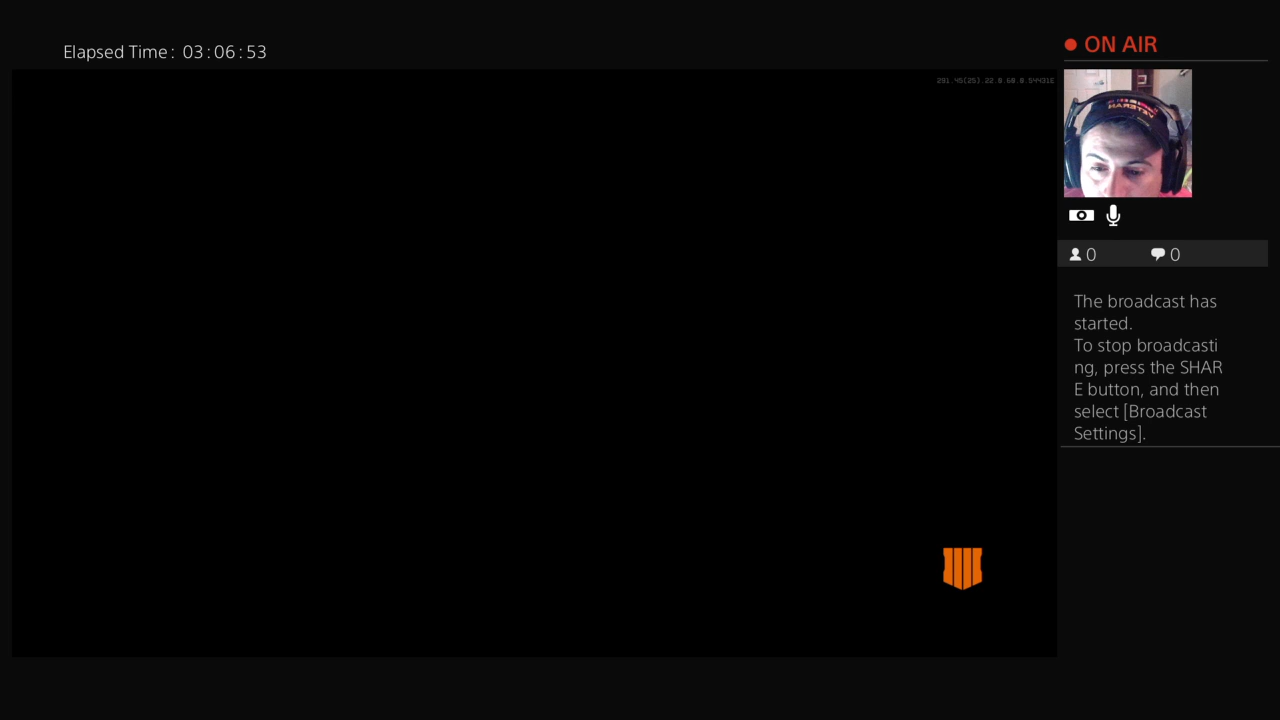 Elapsed Time: 03:06:53
ON AIR
VETERAN
0 0
The broadcast has
started.
To stop broadcasti
ng, press the SHAR
E button, and then
select [Broadcast
Settings].